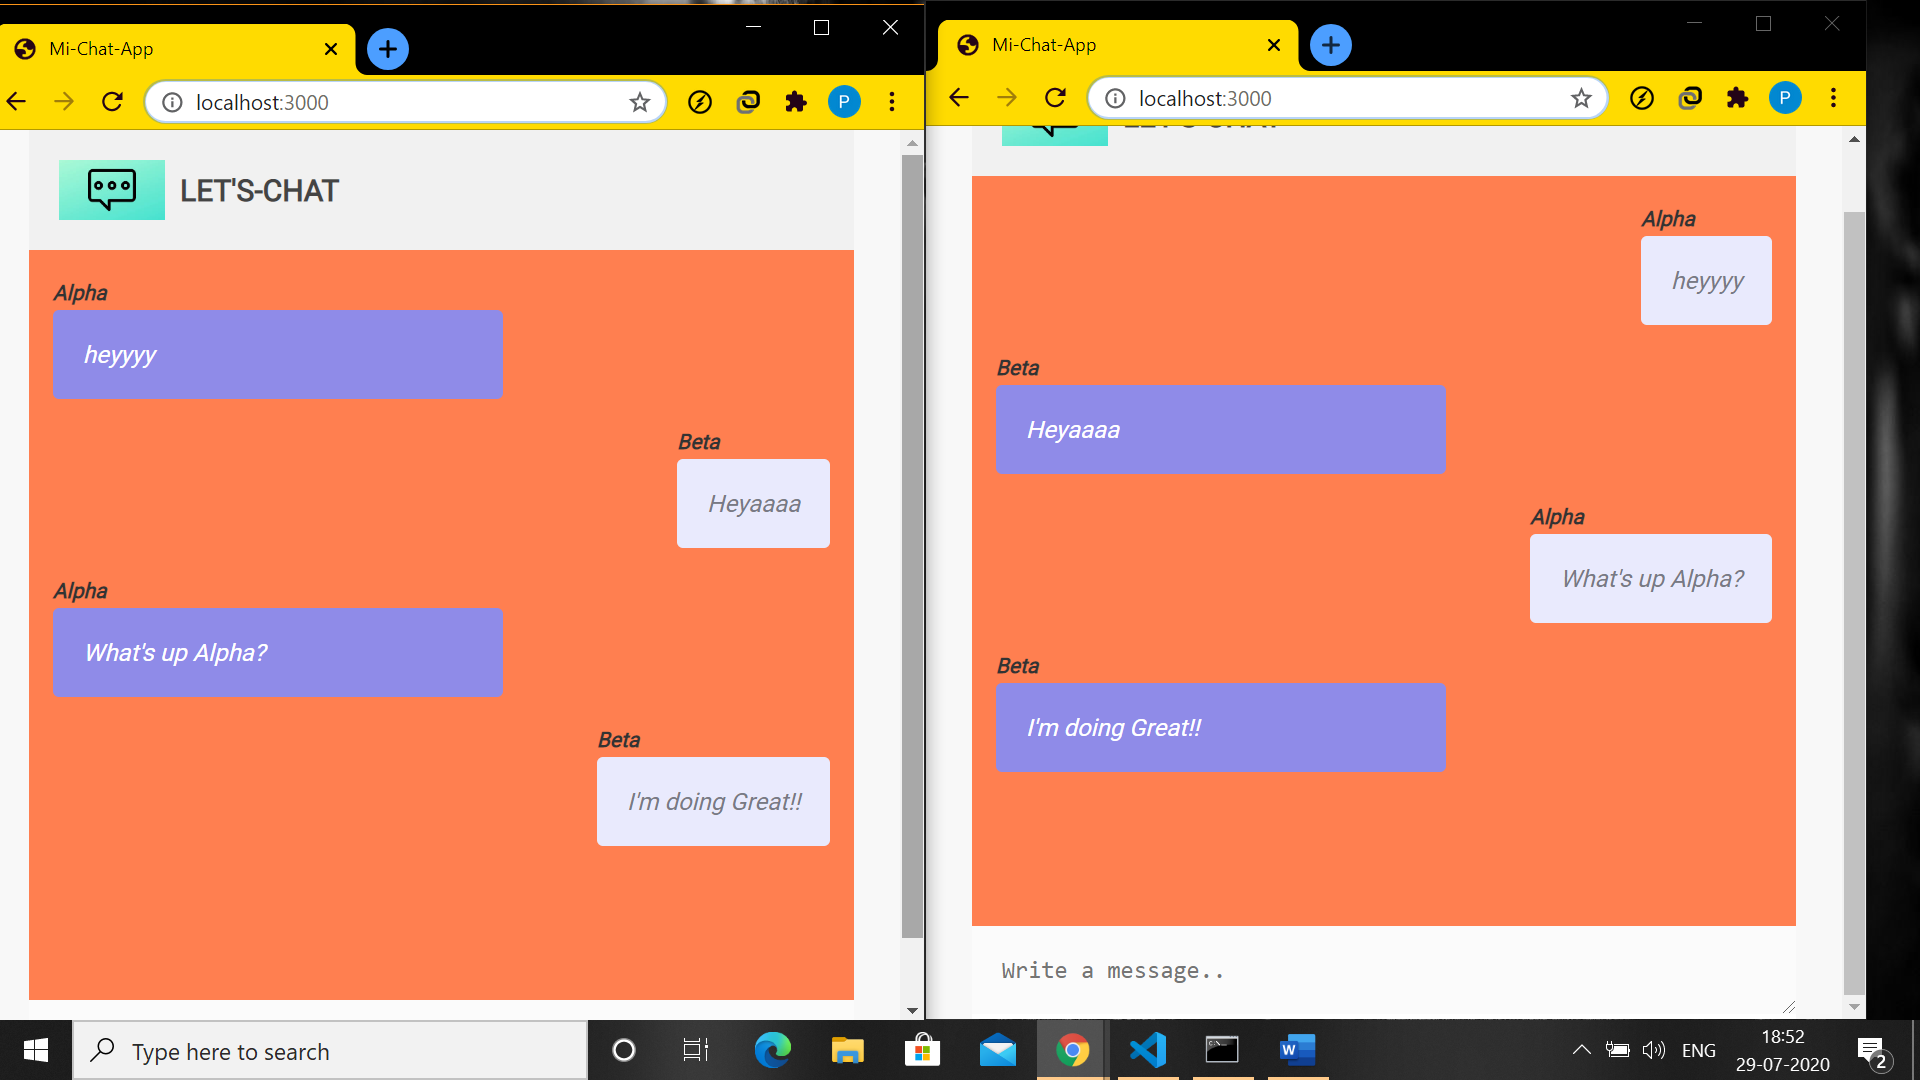 Mi-Chat-App
localhost:3000
P
LET'S-CHAT
Alpha
heyyyy
Beta
Heyaaaa
Alpha
What's up Alpha?
Beta
I'm doing Great!!
Mi-Chat-App
localhost:3000
P
LET'S-CHAT
Alpha
heyyyy
Beta
Heyaaaa
Alpha
What's up Alpha?
Beta
I'm doing Great!!
Write a message..
Type here to search
W
ENG
18:52
29-07-2020
2